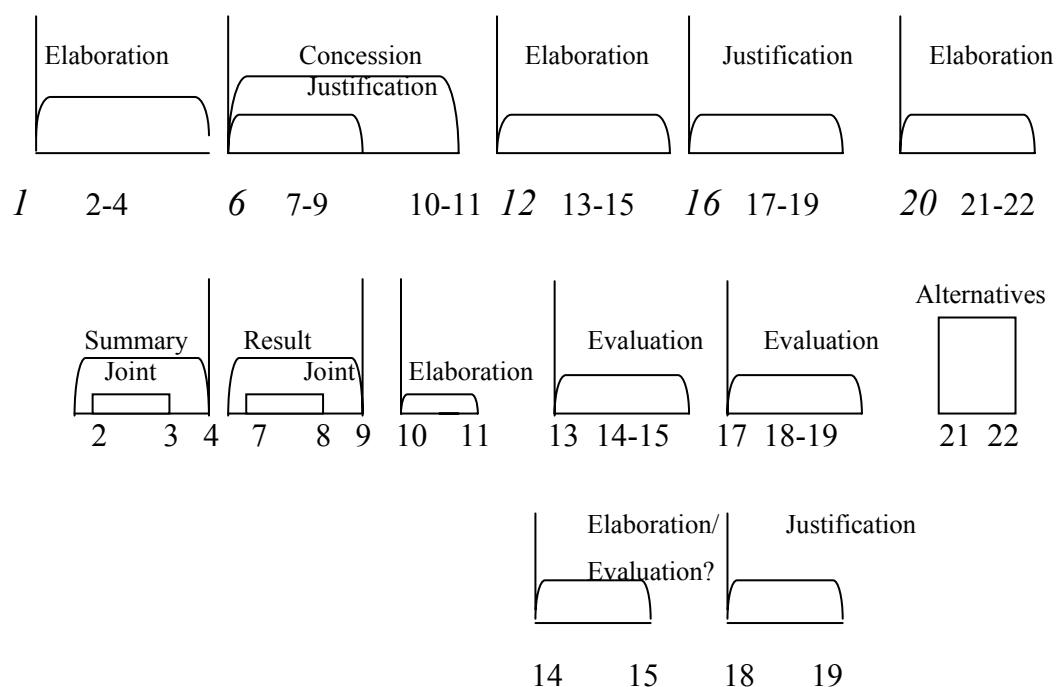 Elaboration Concession Elaboration Justification Elaboration
Justification
1 2-4 6 7-9 10-11 12 13-15 16 17-19 20 21-22
Alternatives
Summary Result Evaluation Evaluation
Joint Joint Elaboration
2 3 4 7 8 9 10 11 13 14-15 17 18-19 21 22
Elaboration/ Justification
Evaluation?
14 15 18 19